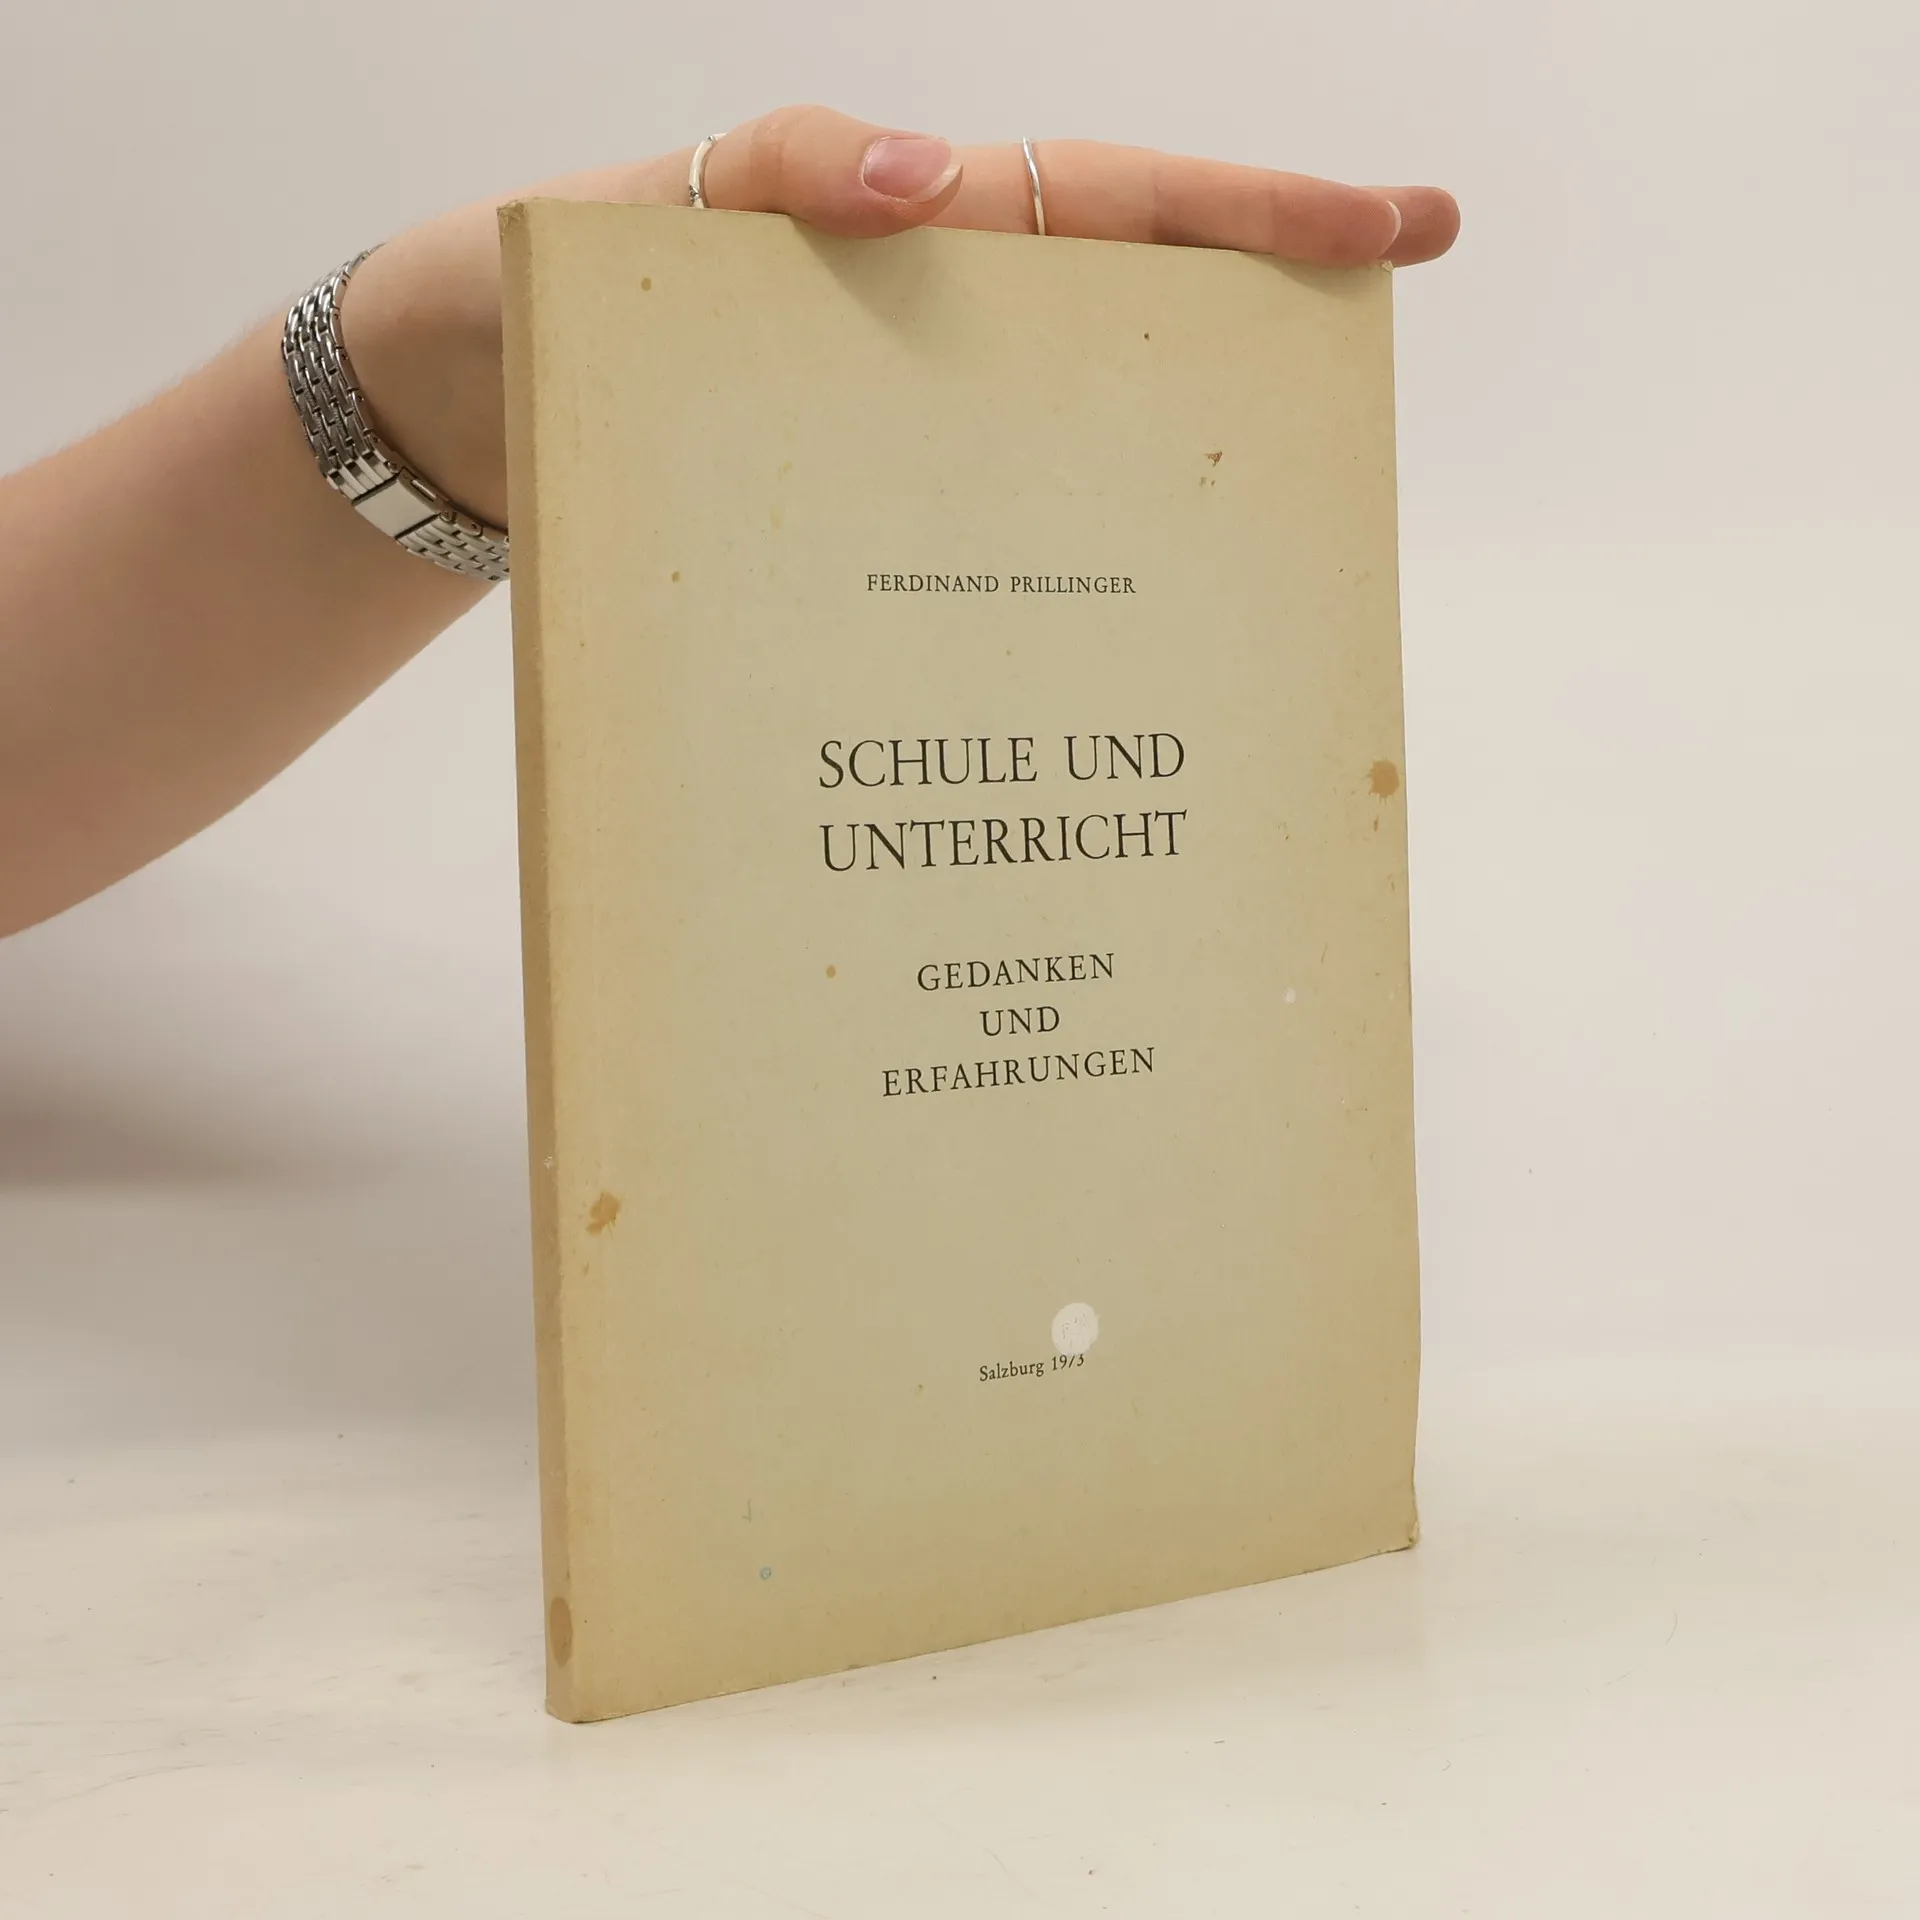 FERDINAND PRILLINGER
SCHULE UND
UNTERRICHT
GEDANKEN
UND
ERFAHRUNGEN
Salzburg 1973